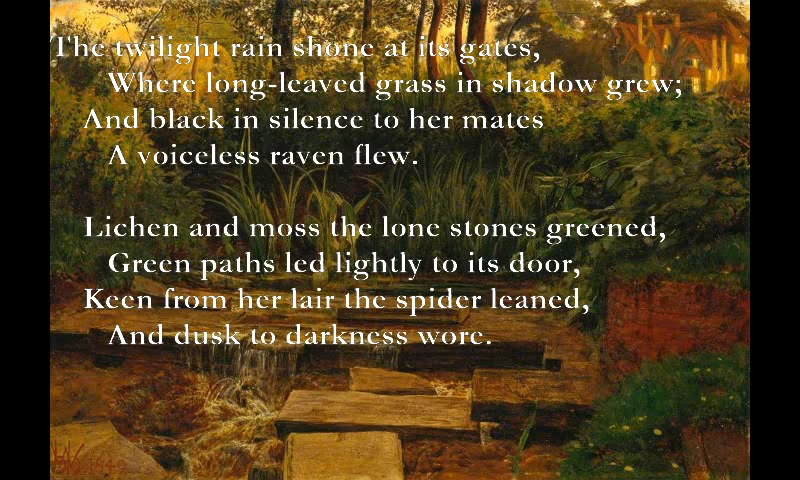 The twilight rain shone at its gates,
Where long-leaved grass in shadow grew;
And black in silence to her mates
A voiceless raven flew.
Lichen and moss the lone stones greened,
Green paths led lightly to its door,
Keen from her lair the spider leaned,
And dusk to darkness wore.